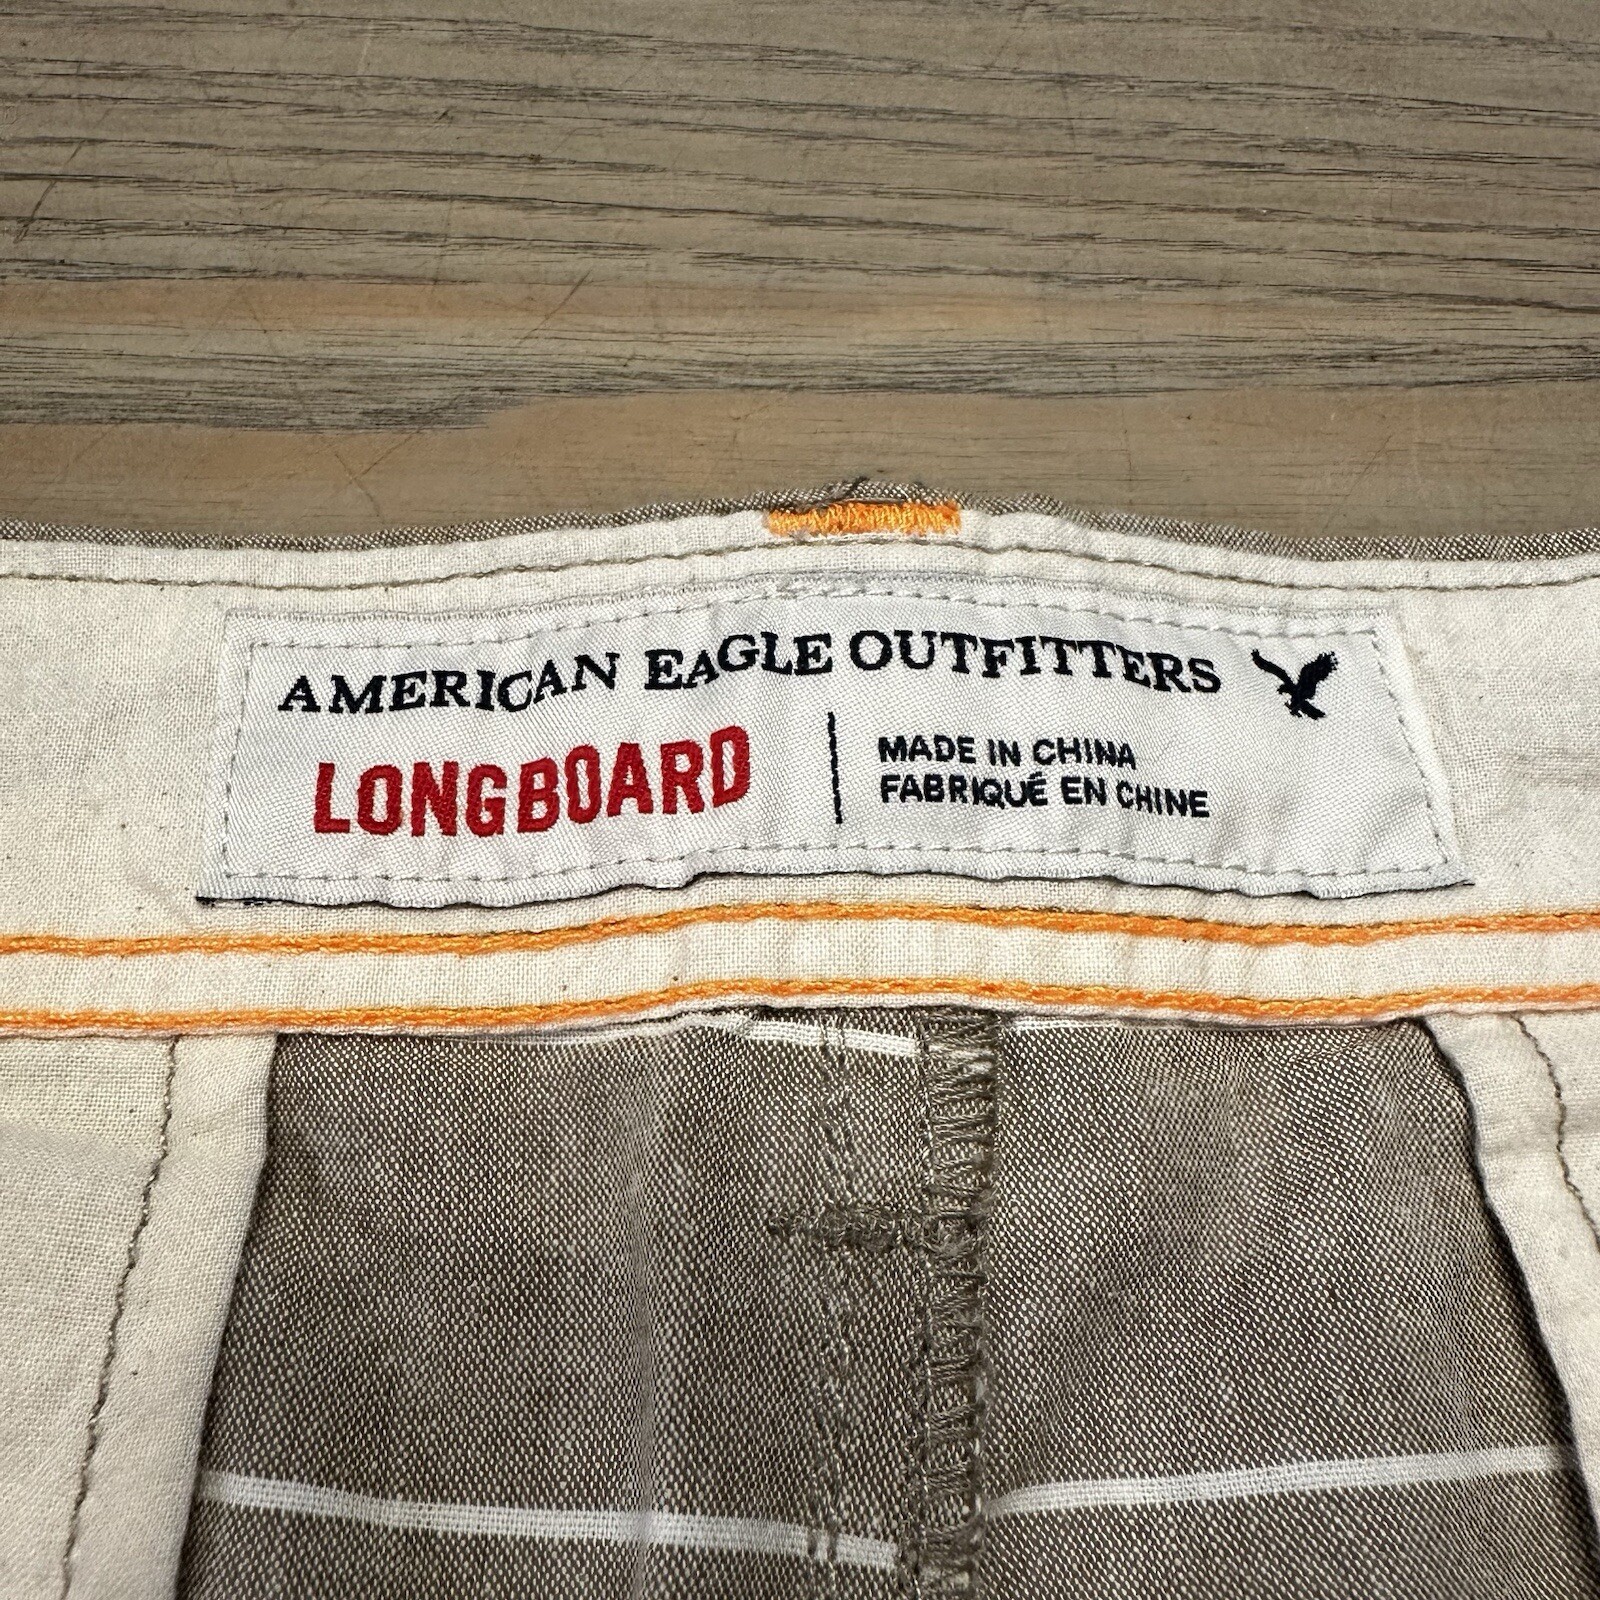 AMERICAN EAGLE OUTFITTERS
LONGBOARD
MADE IN CHINA
FABRIQUÉ EN CHINE